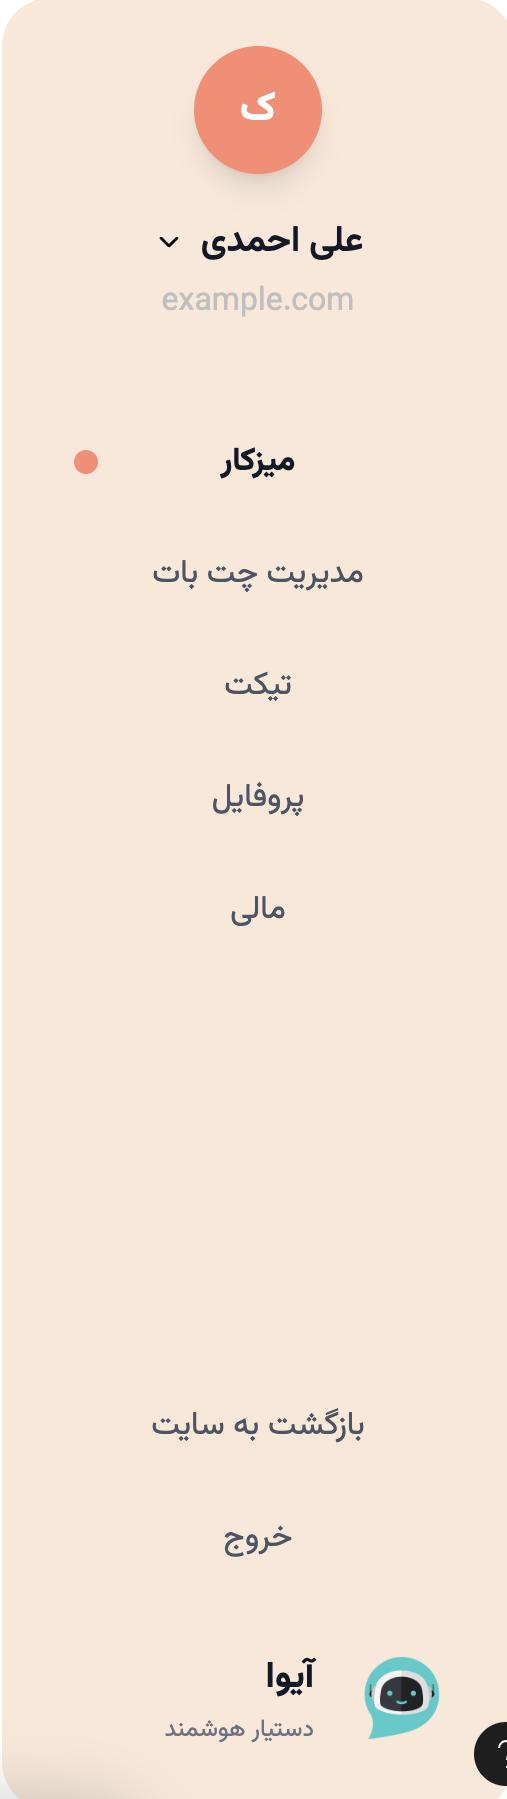 ک
علی احمدی
example.com
میزکار
مدیریت چت بات
تیکت
پروفایل
مالی
بازگشت به سایت
خروج
آیوا
دستیار هوشمند